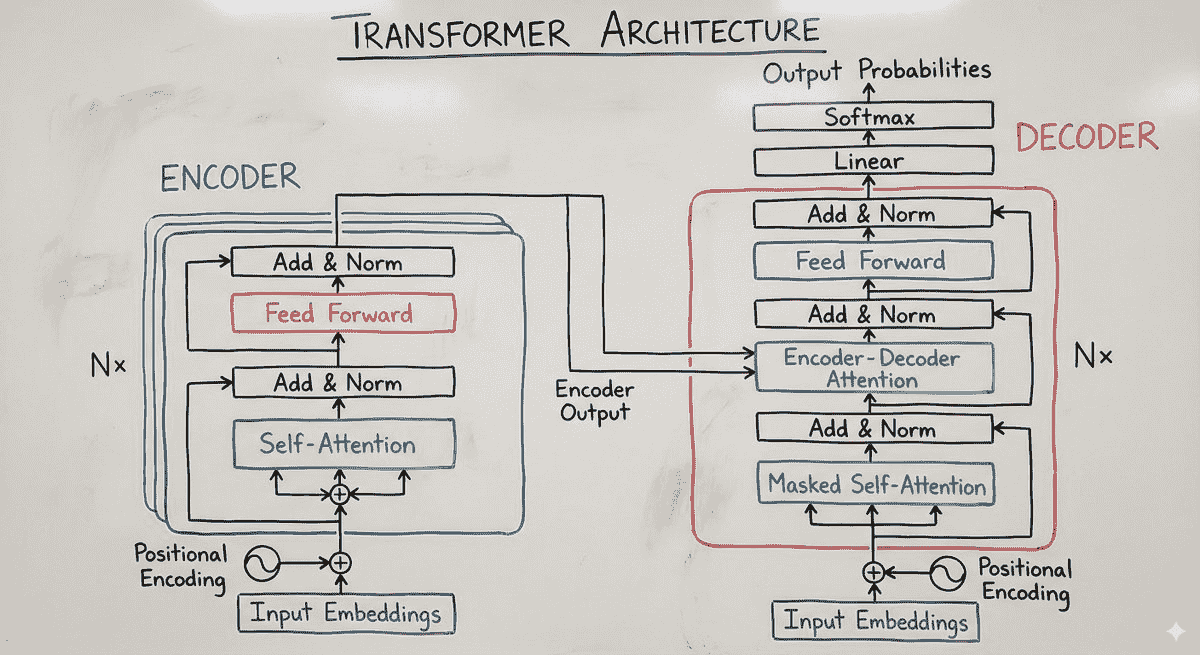 TRANSFORMER ARCHITECTURE
ENCODER
Nx
Add & Norm
Feed Forward
Add & Norm
Self-Attention
Positional
Encoding
Input Embeddings
Encoder
Output
Output Probabilities
Softmax
Linear
DECODER
Add & Norm
Feed Forward
Add & Norm
Encoder-Decoder
Attention
Nx
Add & Norm
Masked Self-Attention
Positional
Encoding
Input Embeddings